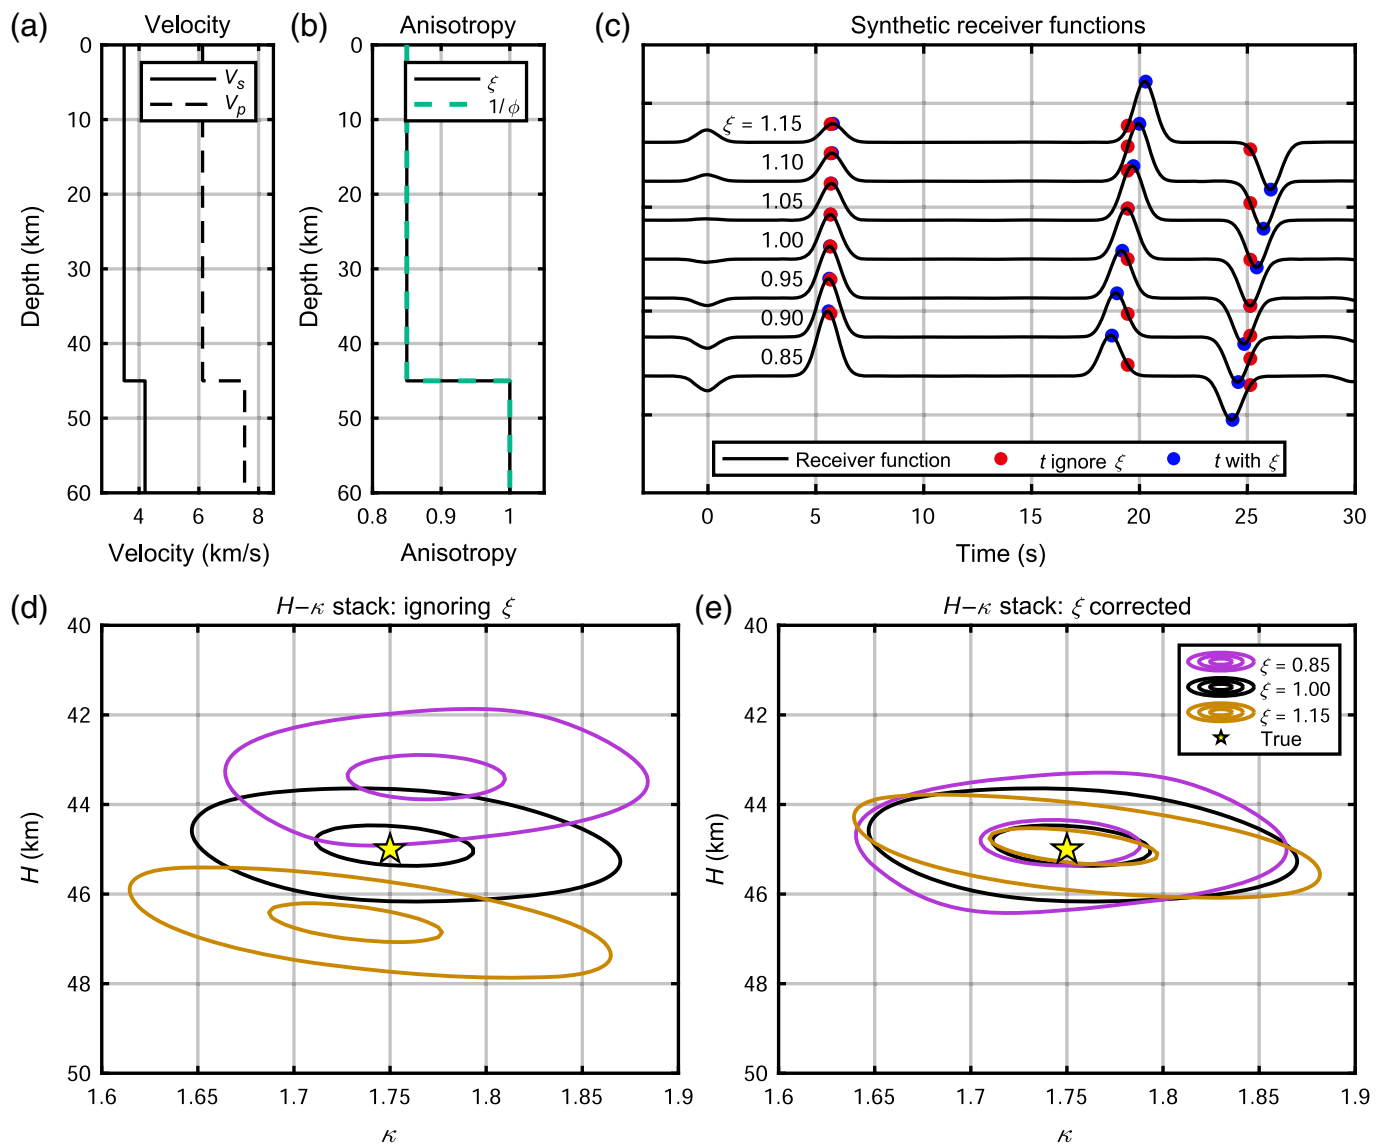 (a)
Velocity
0
10
20
30
40
50
60
Depth (km)
V_s
V_p
4
6
8
Velocity (km/s)
(b)
Anisotropy
0
10
20
30
40
50
60
Depth (km)
ξ
1/ϕ
0.8
0.9
1
Anisotropy
(c)
Synthetic receiver functions
ξ = 1.15
1.10
1.05
1.00
0.95
0.90
0.85
Receiver function
t ignore ξ
t with ξ
0
5
10
15
20
25
30
Time (s)
(d)
H−κ stack: ignoring ξ
40
42
44
46
48
50
H (km)
1.6
1.65
1.7
1.75
1.8
1.85
1.9
κ
(e)
H−κ stack: ξ corrected
40
42
44
46
48
50
H (km)
ξ = 0.85
ξ = 1.00
ξ = 1.15
True
1.6
1.65
1.7
1.75
1.8
1.85
1.9
κ